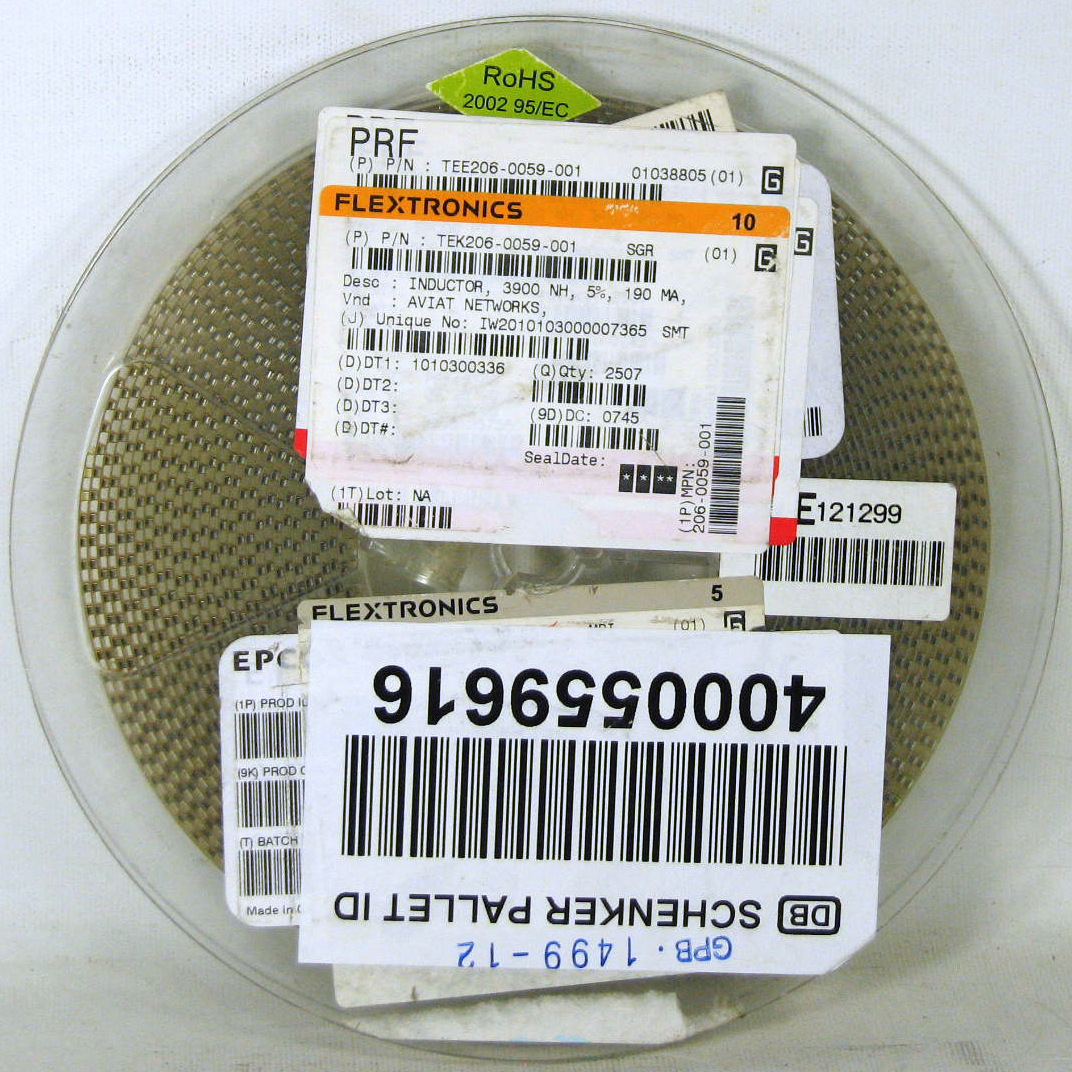 RoHS
2002 95/EC
PRF
(P) P/N : TEE206-0059-001 01038805(01) G
FLEXTRONICS 10
(P) P/N : TEK206-0059-001 SGR (01) G
G
Desc : INDUCTOR, 3900 NH, 5%, 190 MA,
Vnd : AVIAT NETWORKS,
(J) Unique No: IW2010103000007365 SMT
(D)DT1: 1010300336 (Q)Qty: 2507
(D)DT2:
(D)DT3: (9D)DC: 0745
(D)DT#:
SealDate: ****
(1T)Lot: NA
(1P)MPN:
206-0059-001
E121299
FLEXTRONICS 5
(01) G
EPC
(1P) PROD
(9K) PROD
(T) BATCH
Made in
4000559616
DB SCHENKER PALLET ID
GPB.1499-12